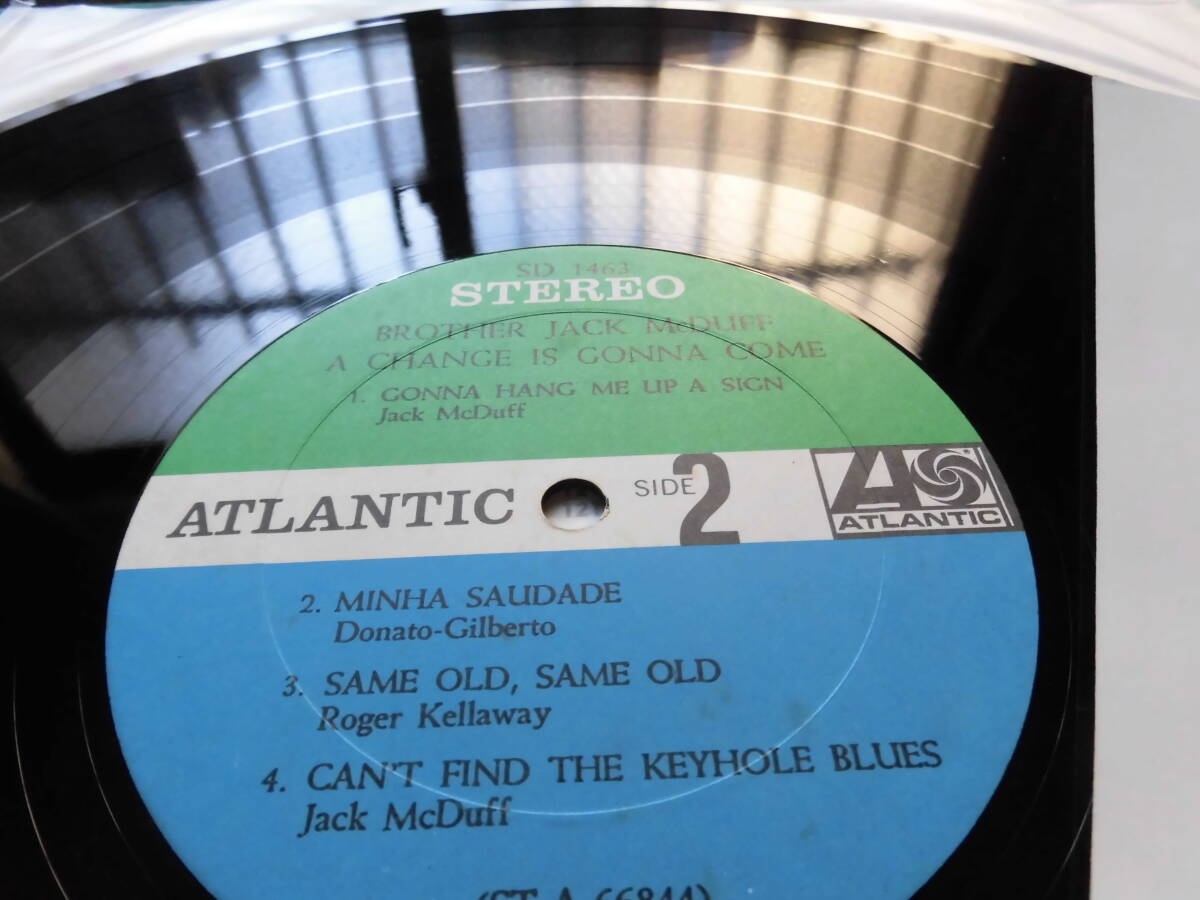 SD 1463
STEREO
BROTHER JACK McDUFF
A CHANGE IS GONNA COME
1. GONNA HANG ME UP A SIGN
Jack McDuff
ATLANTIC
SIDE 2
ATLANTIC
2. MINHA SAUDADE
Donato-Gilberto
3. SAME OLD, SAME OLD
Roger Kellaway
4. CAN'T FIND THE KEYHOLE BLUES
Jack McDuff
(ST-A-66844)